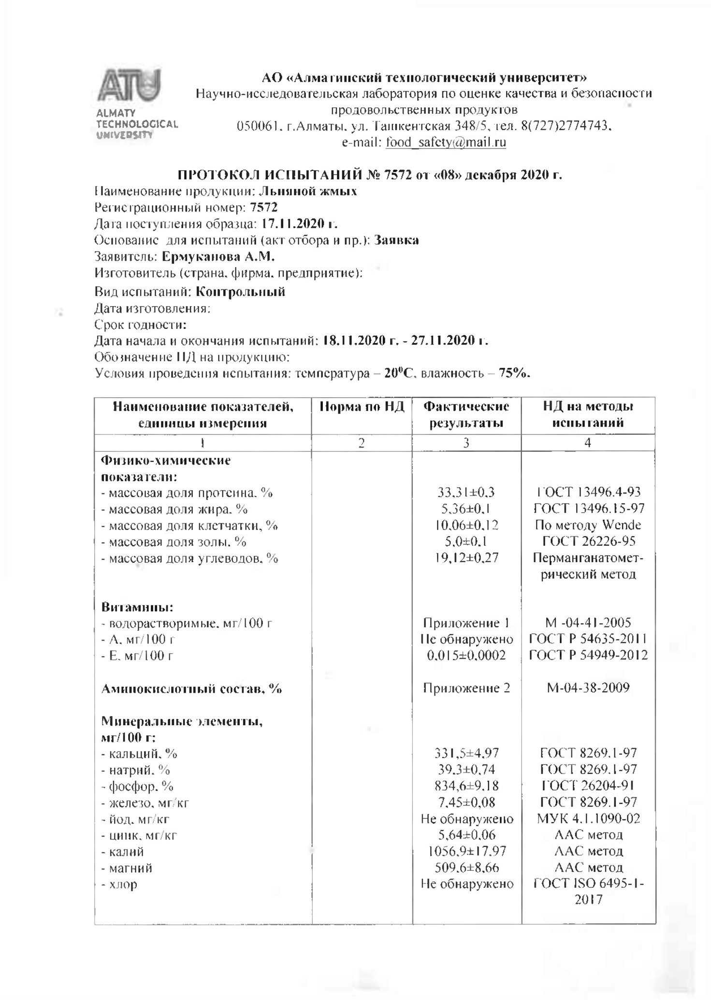 ATU
ALMATY
TECHNOLOGICAL
UNIVERSITY
АО «Алматинский технологический университет»
Научно-исследовательская лаборатория по оценке качества и безопасности
продовольственных продуктов
050061, г.Алматы, ул. Ташкентская 348/5, тел. 8(727)2774743,
e-mail: food_safety@mail.ru
ПРОТОКОЛ ИСПЫТАНИЙ № 7572 от «08» декабря 2020 г.
Наименование продукции: Льняной жмых
Регистрационный номер: 7572
Дата поступления образца: 17.11.2020 г.
Основание для испытаний (акт отбора и пр.): Заявка
Заявитель: Ермуканова А.М.
Изготовитель (страна, фирма, предприятие):
Вид испытаний: Контрольный
Дата изготовления:
Срок годности:
Дата начала и окончания испытаний: 18.11.2020 г. - 27.11.2020 г.
Обозначение НД на продукцию:
Условия проведения испытания: температура – 20⁰С, влажность – 75%.
Наименование показателей, единицы измерения | Норма по НД | Фактические результаты | НД на методы испытаний
1 2 3 4
Физико-химические
показатели:
- массовая доля протеина, % 33,31±0,3 ГОСТ 13496.4-93
- массовая доля жира, % 5,36±0,1 ГОСТ 13496.15-97
- массовая доля клетчатки, % 10,06±0,12 По методу Wende
- массовая доля золы, % 5,0±0,1 ГОСТ 26226-95
- массовая доля углеводов, % 19,12±0,27 Перманганатомет-
рический метод
Витамины:
- водорастворимые, мг/100 г Приложение 1 М -04-41-2005
- А, мг/100 г Не обнаружено ГОСТ Р 54635-2011
- Е, мг/100 г 0,015±0,0002 ГОСТ Р 54949-2012
Аминокислотный состав, % Приложение 2 М-04-38-2009
Минеральные элементы,
мг/100 г:
- кальций, % 331,5±4,97 ГОСТ 8269.1-97
- натрий, % 39,3±0,74 ГОСТ 8269.1-97
- фосфор, % 834,6±9,18 ГОСТ 26204-91
- железо, мг/кг 7,45±0,08 ГОСТ 8269.1-97
- йод, мг/кг Не обнаружено МУК 4.1.1090-02
- цинк, мг/кг 5,64±0,06 ААС метод
- калий 1056,9±17,97 ААС метод
- магний 509,6±8,66 ААС метод
- хлор Не обнаружено ГОСТ ISO 6495-1-
2017